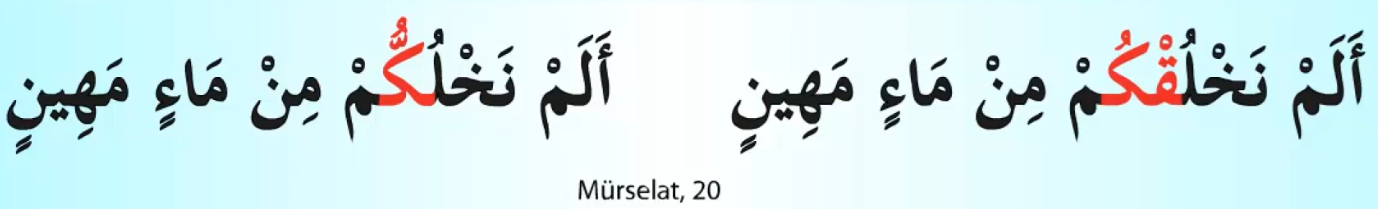 أَلَمْ نَخْلُقْكُمْ مِنْ مَاءٍ مَهِينٍ أَلَمْ نَخْلُكُّمْ مِنْ مَاءٍ مَهِينٍ
Mürselat, 20